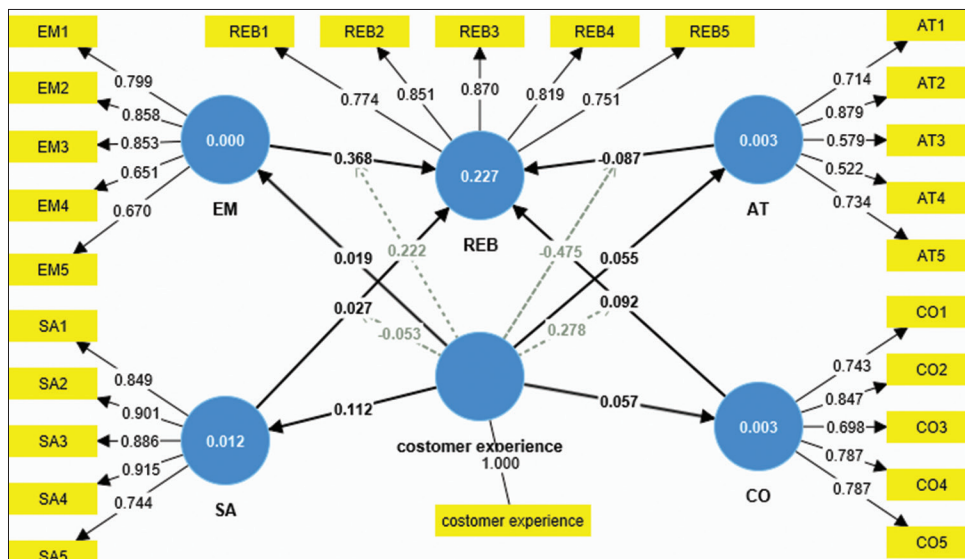 EM1
REB1
REB2
REB3
REB4
REB5
AT1
EM2
AT2
EM3
AT3
EM4
AT4
EM5
AT5
0.799
0.858
0.853
0.651
0.670
0.774
0.851
0.870
0.819
0.751
0.714
0.879
0.579
0.522
0.734
0.000
EM
0.368
0.227
REB
-0.087
0.003
AT
0.222
-0.475
0.019
0.055
0.027
0.092
-0.053
0.278
SA1
SA2
SA3
SA4
SA5
0.849
0.901
0.886
0.915
0.744
0.012
SA
0.112
0.057
costomer experience
1.000
costomer experience
0.003
CO
0.743
0.847
0.698
0.787
0.787
CO1
CO2
CO3
CO4
CO5